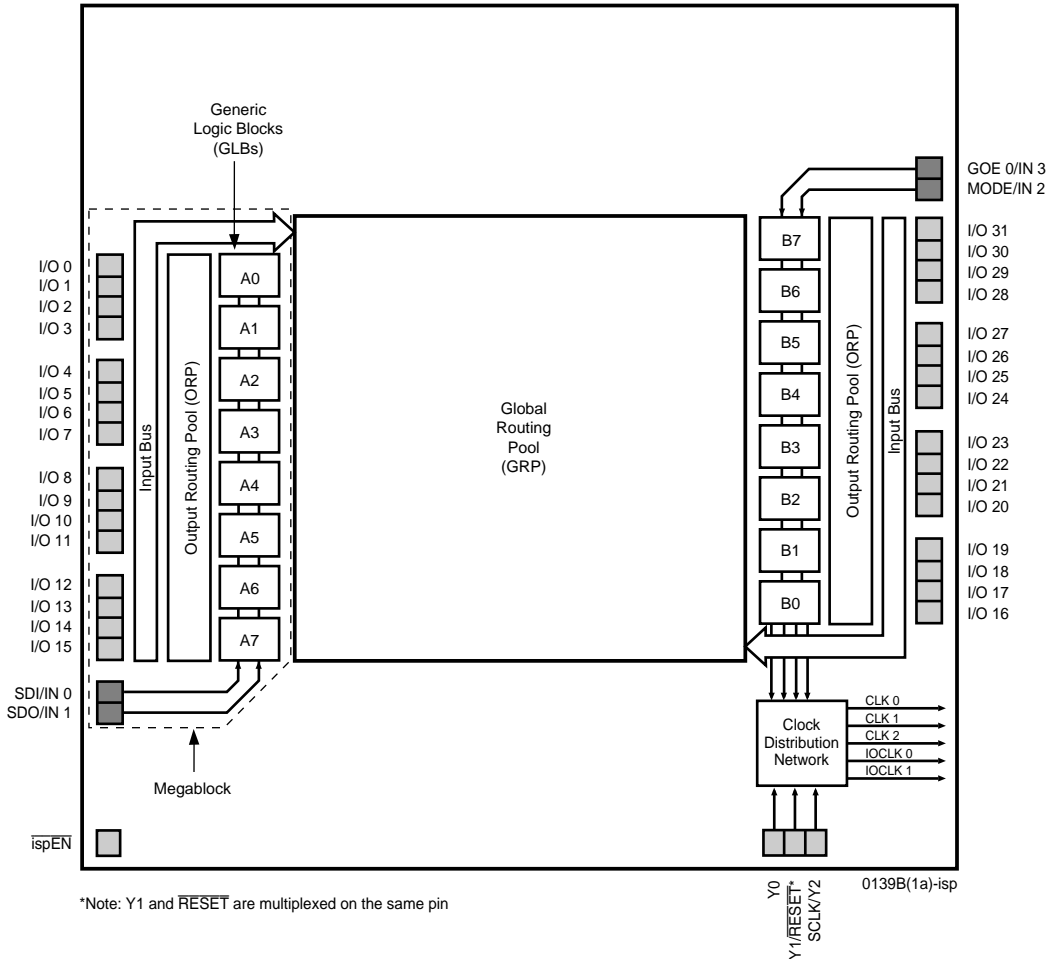 Generic
Logic Blocks
(GLBs)
GOE 0/IN 3
MODE/IN 2
I/O 0
I/O 1
I/O 2
I/O 3
I/O 4
I/O 5
I/O 6
I/O 7
I/O 8
I/O 9
I/O 10
I/O 11
I/O 12
I/O 13
I/O 14
I/O 15
SDI/IN 0
SDO/IN 1
Input Bus
Output Routing Pool (ORP)
A0
A1
A2
A3
A4
A5
A6
A7
Global
Routing
Pool
(GRP)
B7
B6
B5
B4
B3
B2
B1
B0
Output Routing Pool (ORP)
Input Bus
I/O 31
I/O 30
I/O 29
I/O 28
I/O 27
I/O 26
I/O 25
I/O 24
I/O 23
I/O 22
I/O 21
I/O 20
I/O 19
I/O 18
I/O 17
I/O 16
Megablock
Clock
Distribution
Network
CLK 0
CLK 1
CLK 2
IOCLK 0
IOCLK 1
ispEN
Y0
Y1/RESET*
SCLK/Y2
0139B(1a)-isp
*Note: Y1 and RESET are multiplexed on the same pin